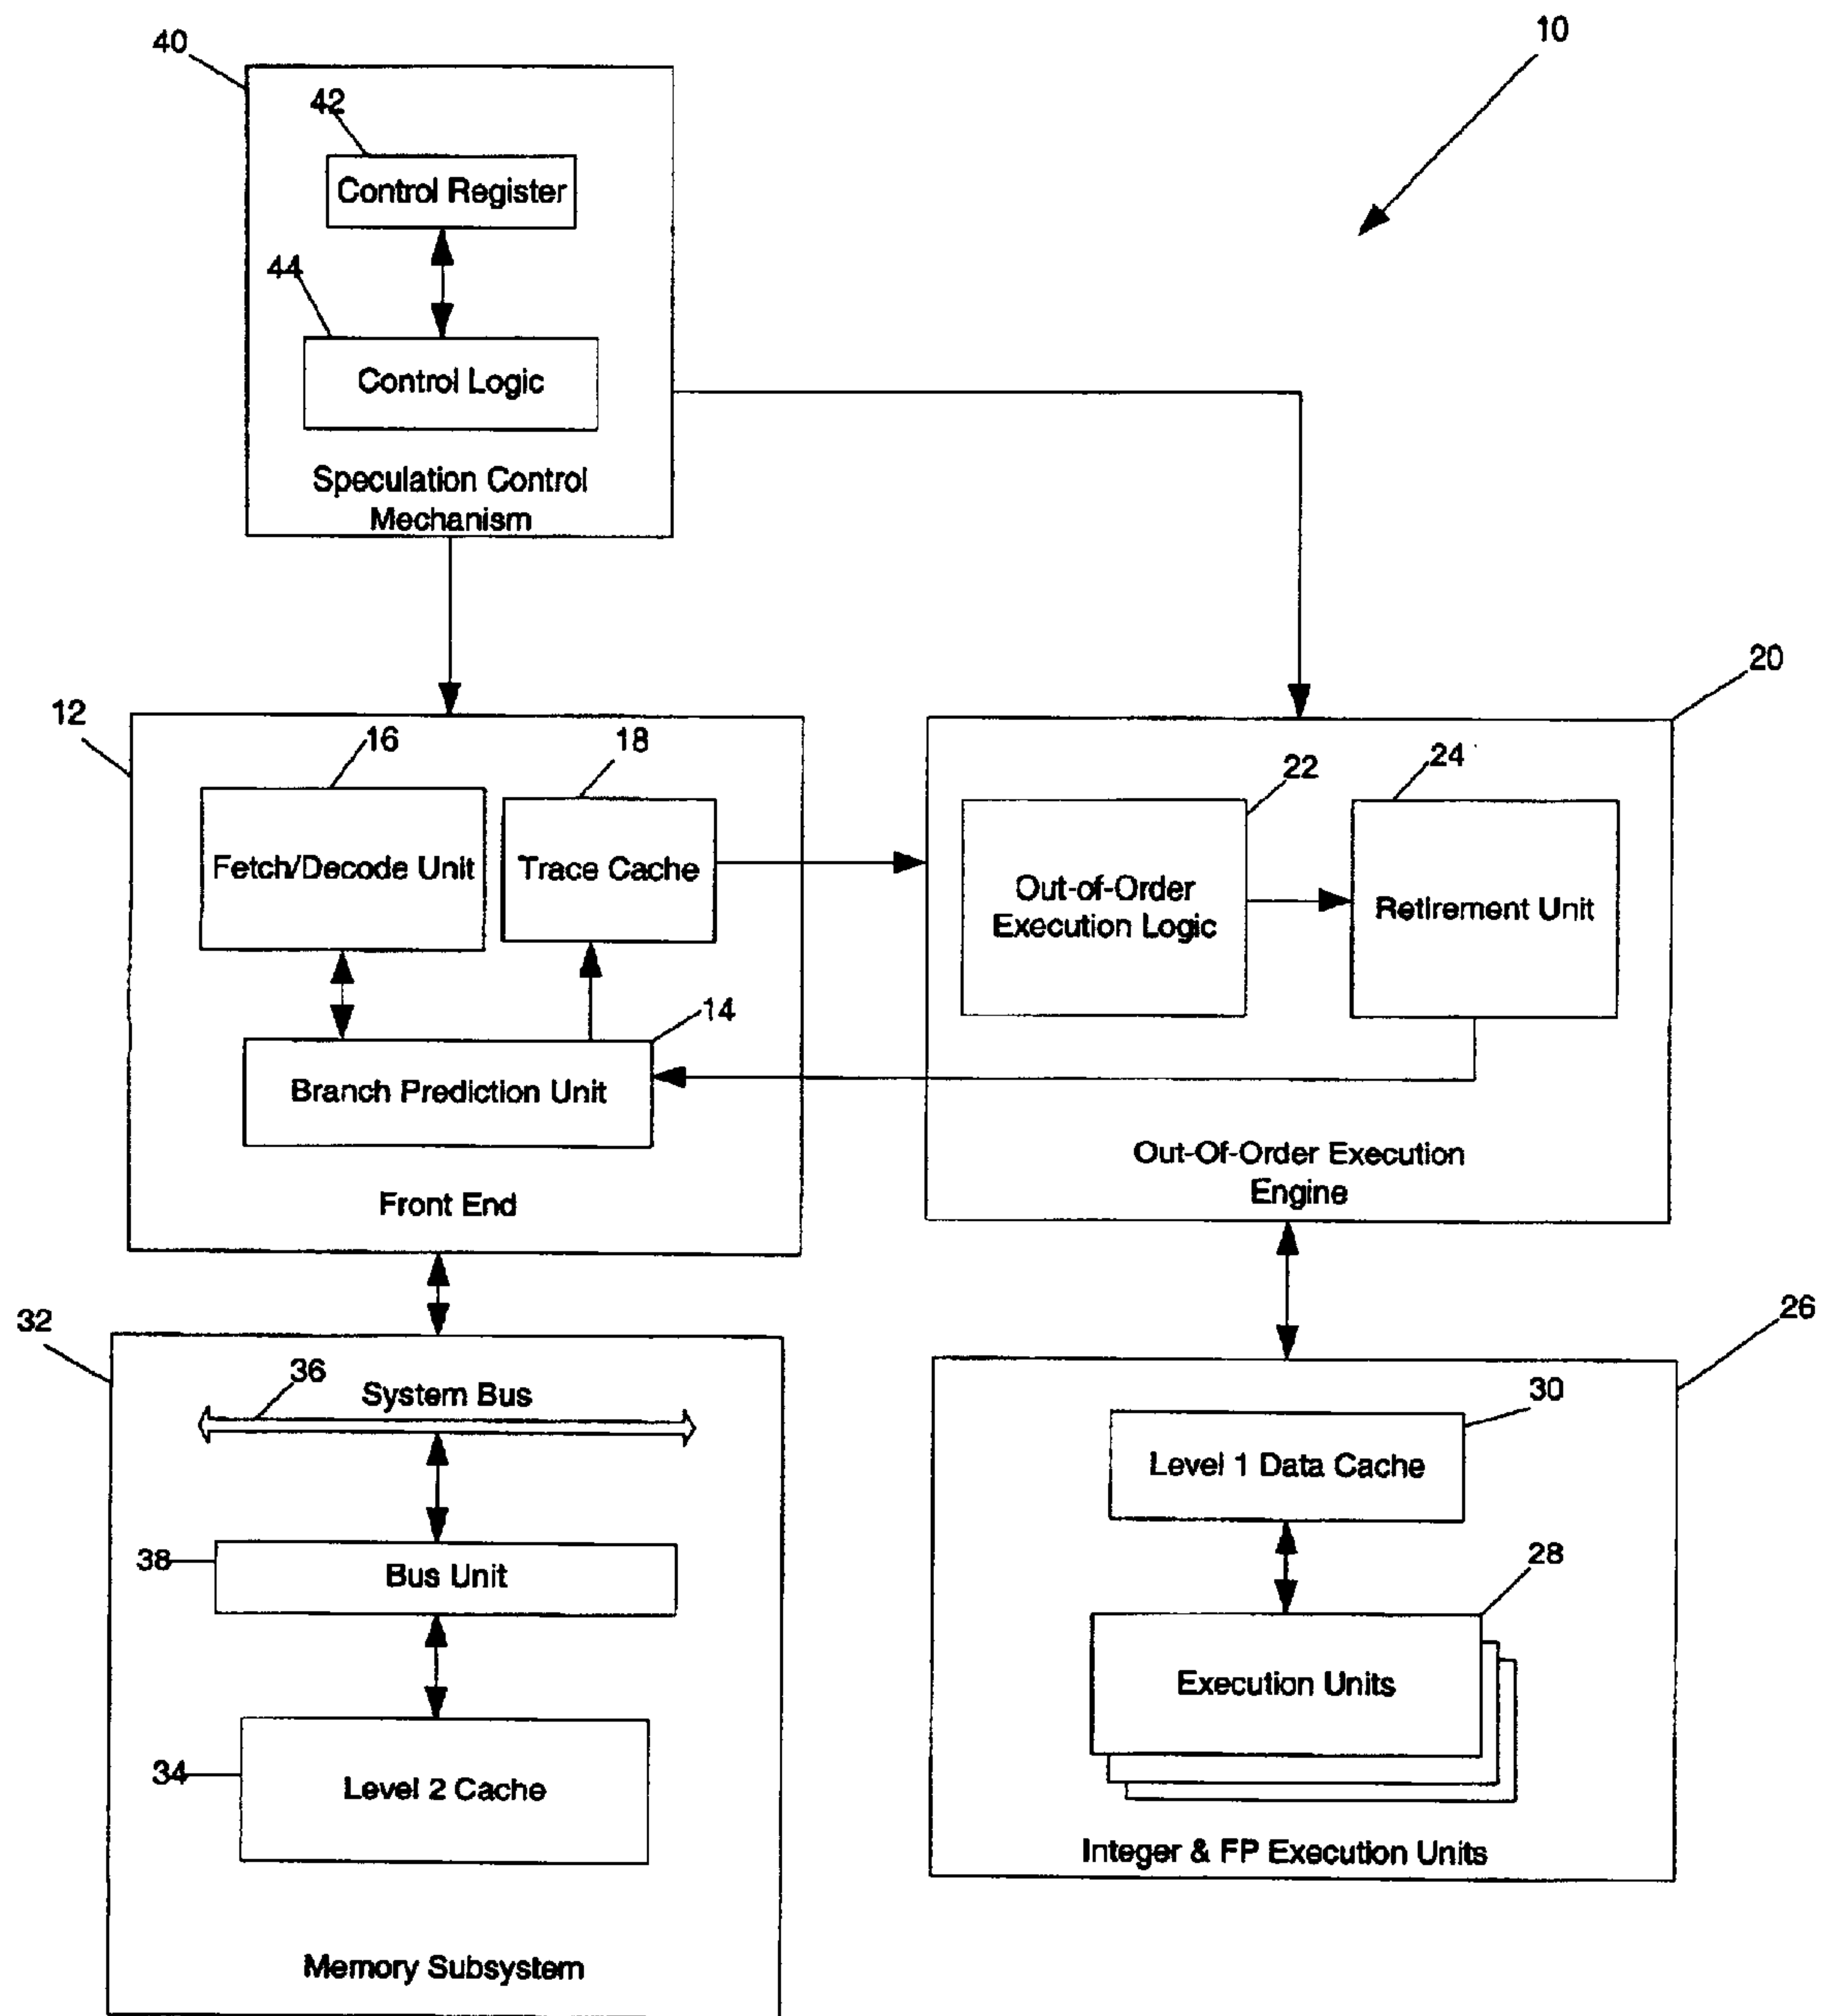 40
10
42
Control Register
44
Control Logic
Speculation Control
Mechanism
20
12
16
18
22
24
Fetch/Decode Unit
Trace Cache
Out-of-Order
Execution Logic
Retirement Unit
14
Branch Prediction Unit
Out-Of-Order Execution
Engine
Front End
32
26
36
System Bus
30
Level 1 Data Cache
38
Bus Unit
28
Execution Units
34
Level 2 Cache
Integer & FP Execution Units
Memory Subsystem